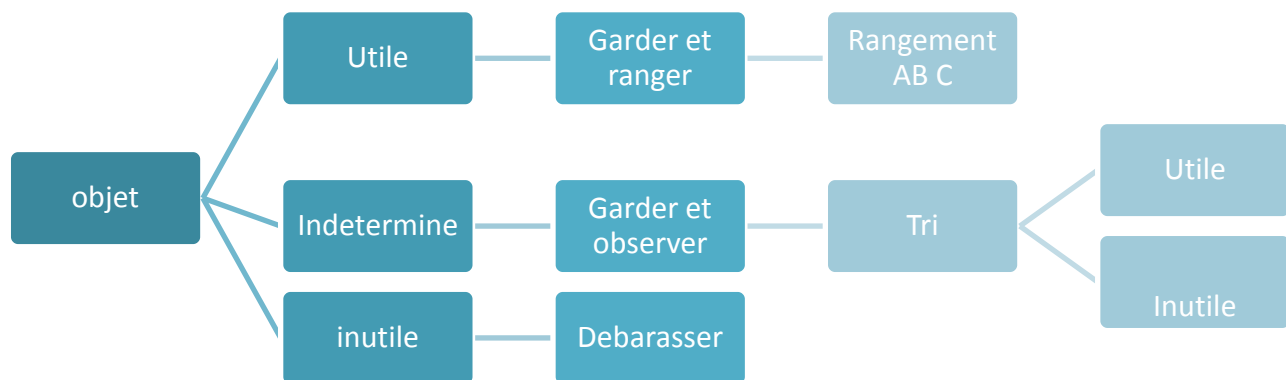 Utile
Garder et
ranger
Rangement
AB C
objet
Indetermine
Garder et
observer
Tri
Utile
Inutile
inutile
Debarasser